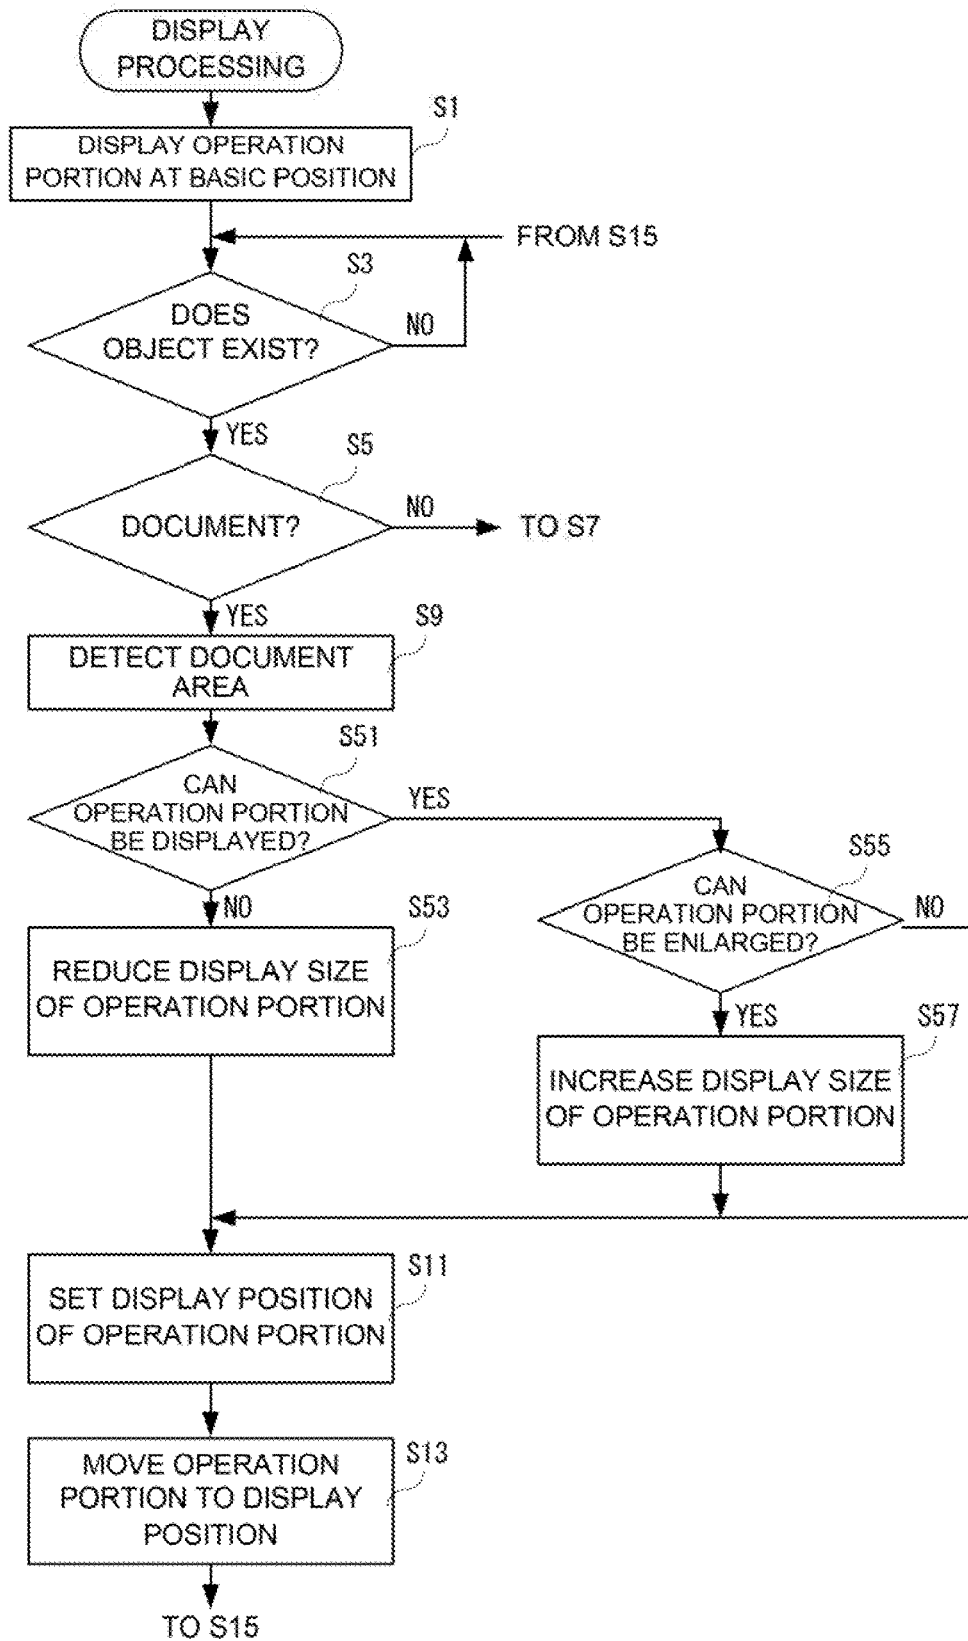 DISPLAY
PROCESSING
S1
DISPLAY OPERATION
PORTION AT BASIC POSITION
FROM S15
S3
DOES
OBJECT EXIST?
NO
YES
S5
DOCUMENT?
NO
TO S7
YES
S9
DETECT DOCUMENT
AREA
S51
CAN
OPERATION PORTION
BE DISPLAYED?
YES
NO
S55
CAN
OPERATION PORTION
BE ENLARGED?
NO
YES
S53
REDUCE DISPLAY SIZE
OF OPERATION PORTION
S57
INCREASE DISPLAY SIZE
OF OPERATION PORTION
S11
SET DISPLAY POSITION
OF OPERATION PORTION
S13
MOVE OPERATION
PORTION TO DISPLAY
POSITION
TO S15